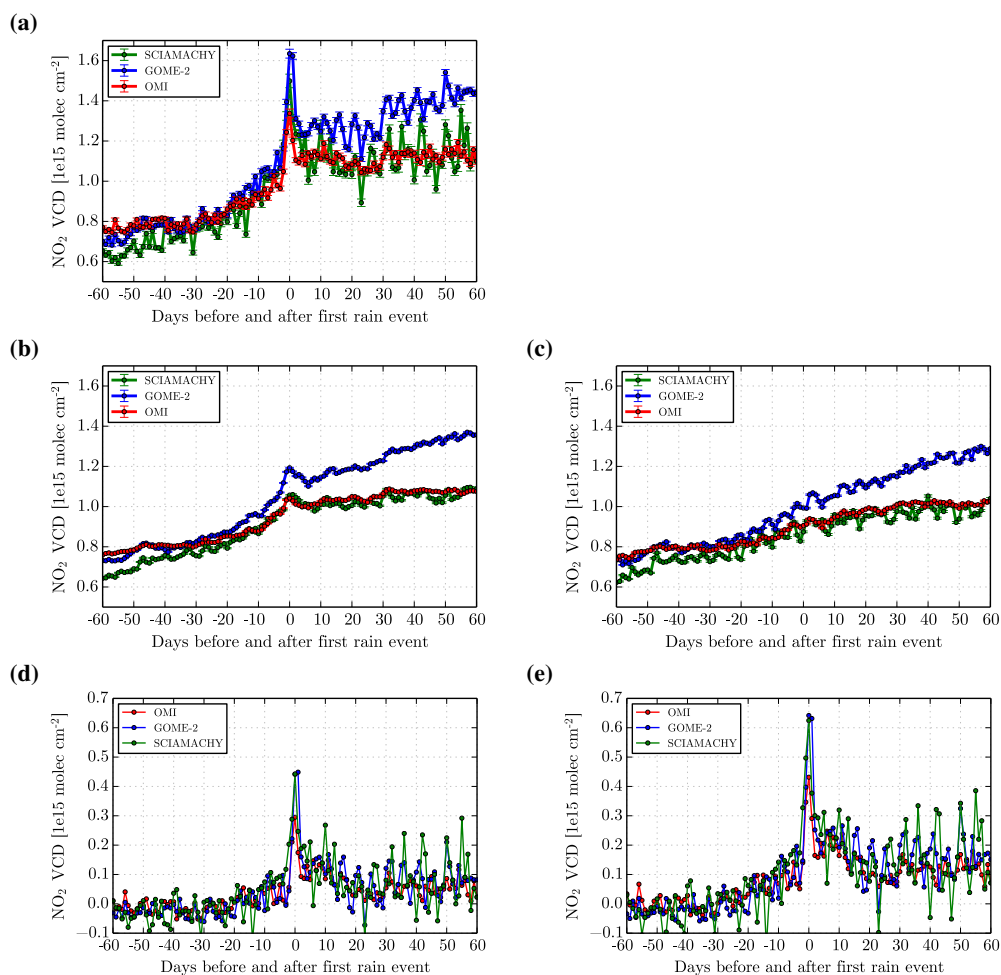 (a)
SCIAMACHY
GOME-2
OMI
NO2 VCD [1e15 molec cm-2]
1.6
1.4
1.2
1.0
0.8
0.6
-60 -50 -40 -30 -20 -10 0 10 20 30 40 50 60
Days before and after first rain event
(b)
SCIAMACHY
GOME-2
OMI
NO2 VCD [1e15 molec cm-2]
1.6
1.4
1.2
1.0
0.8
0.6
-60 -50 -40 -30 -20 -10 0 10 20 30 40 50 60
Days before and after first rain event
(c)
SCIAMACHY
GOME-2
OMI
NO2 VCD [1e15 molec cm-2]
1.6
1.4
1.2
1.0
0.8
0.6
-60 -50 -40 -30 -20 -10 0 10 20 30 40 50 60
Days before and after first rain event
(d)
OMI
GOME-2
SCIAMACHY
NO2 VCD [1e15 molec cm-2]
0.7
0.6
0.5
0.4
0.3
0.2
0.1
0.0
−0.1
-60 -50 -40 -30 -20 -10 0 10 20 30 40 50 60
Days before and after first rain event
(e)
OMI
GOME-2
SCIAMACHY
NO2 VCD [1e15 molec cm-2]
0.7
0.6
0.5
0.4
0.3
0.2
0.1
0.0
−0.1
-60 -50 -40 -30 -20 -10 0 10 20 30 40 50 60
Days before and after first rain event